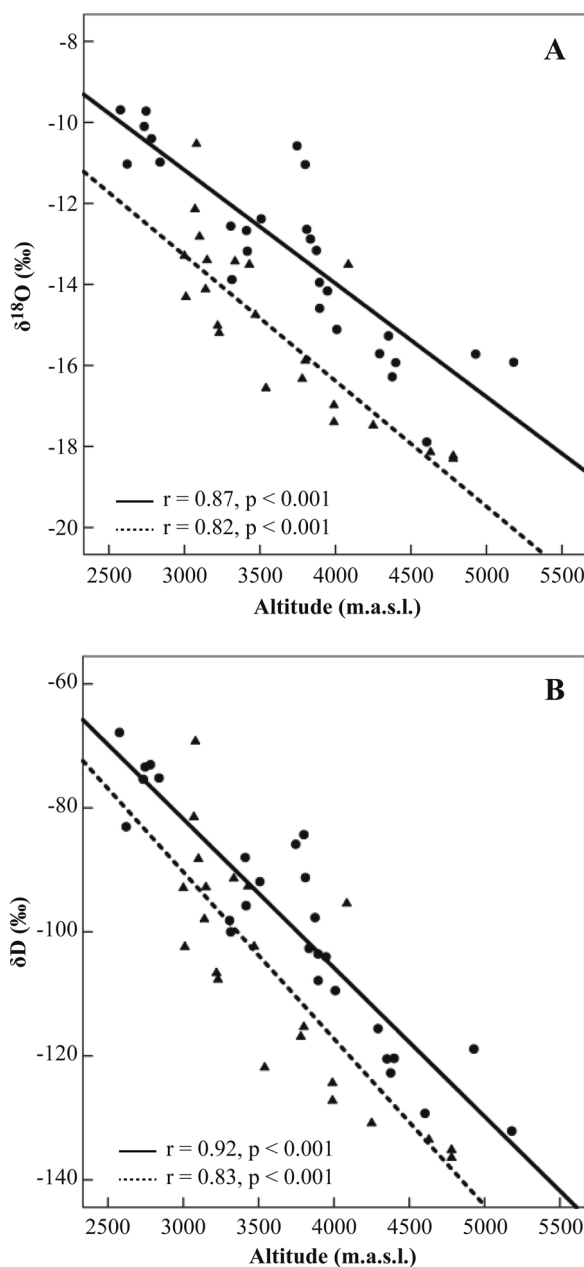 A
-8
-10
-12
-14
-16
-18
-20
δ¹⁸O (‰)
r = 0.87, p < 0.001
r = 0.82, p < 0.001
2500 3000 3500 4000 4500 5000 5500
Altitude (m.a.s.l.)
B
-60
-80
-100
-120
-140
δD (‰)
r = 0.92, p < 0.001
r = 0.83, p < 0.001
2500 3000 3500 4000 4500 5000 5500
Altitude (m.a.s.l.)